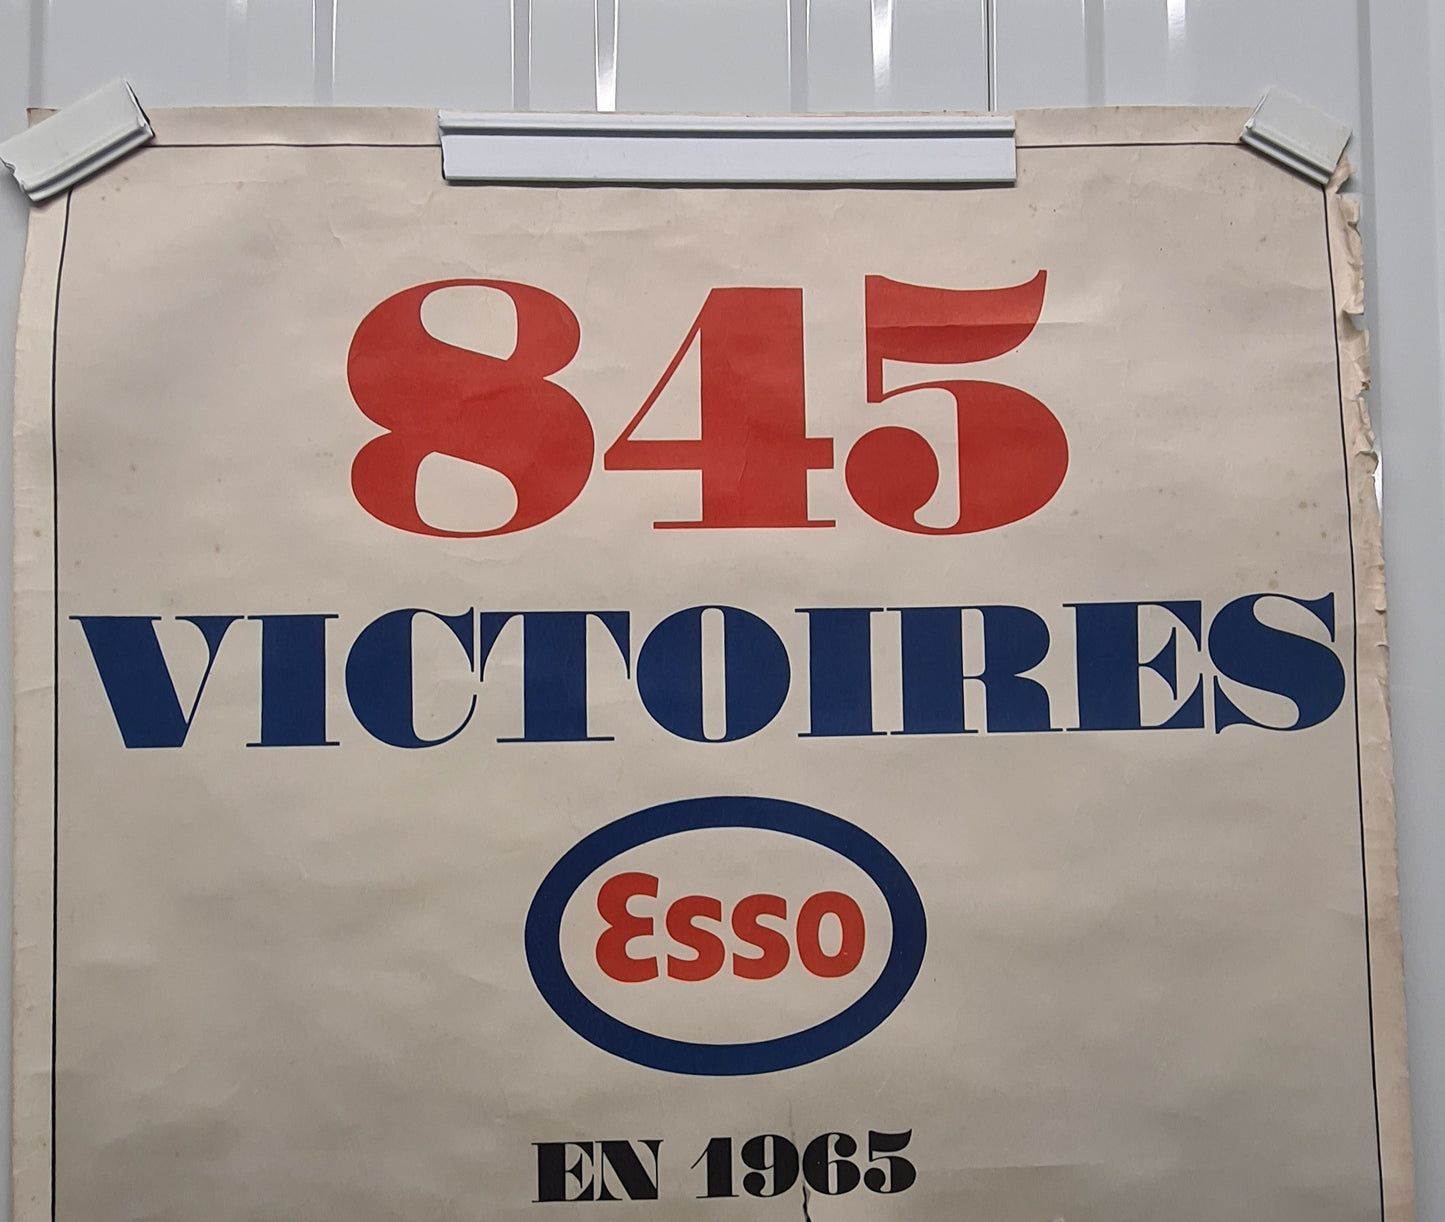 845
VICTOIRES
Esso
EN 1965